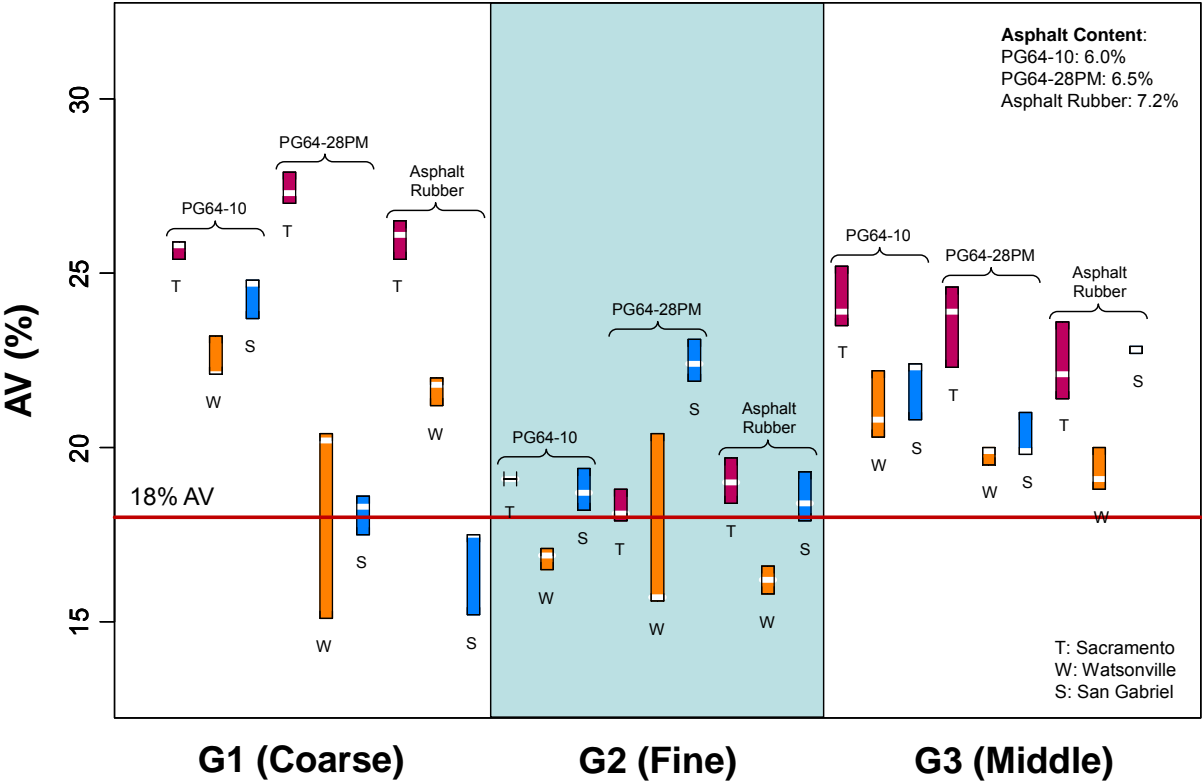 Asphalt Content:
PG64-10: 6.0%
PG64-28PM: 6.5%
Asphalt Rubber: 7.2%
AV (%)
30
25
20
15
18% AV
PG64-10
T
W
S
PG64-28PM
T
W
S
Asphalt
Rubber
T
W
S
PG64-10
T
W
S
PG64-28PM
T
W
S
Asphalt
Rubber
T
W
S
PG64-10
T
W
S
PG64-28PM
T
W
S
Asphalt
Rubber
T
W
S
T: Sacramento
W: Watsonville
S: San Gabriel
G1 (Coarse)
G2 (Fine)
G3 (Middle)